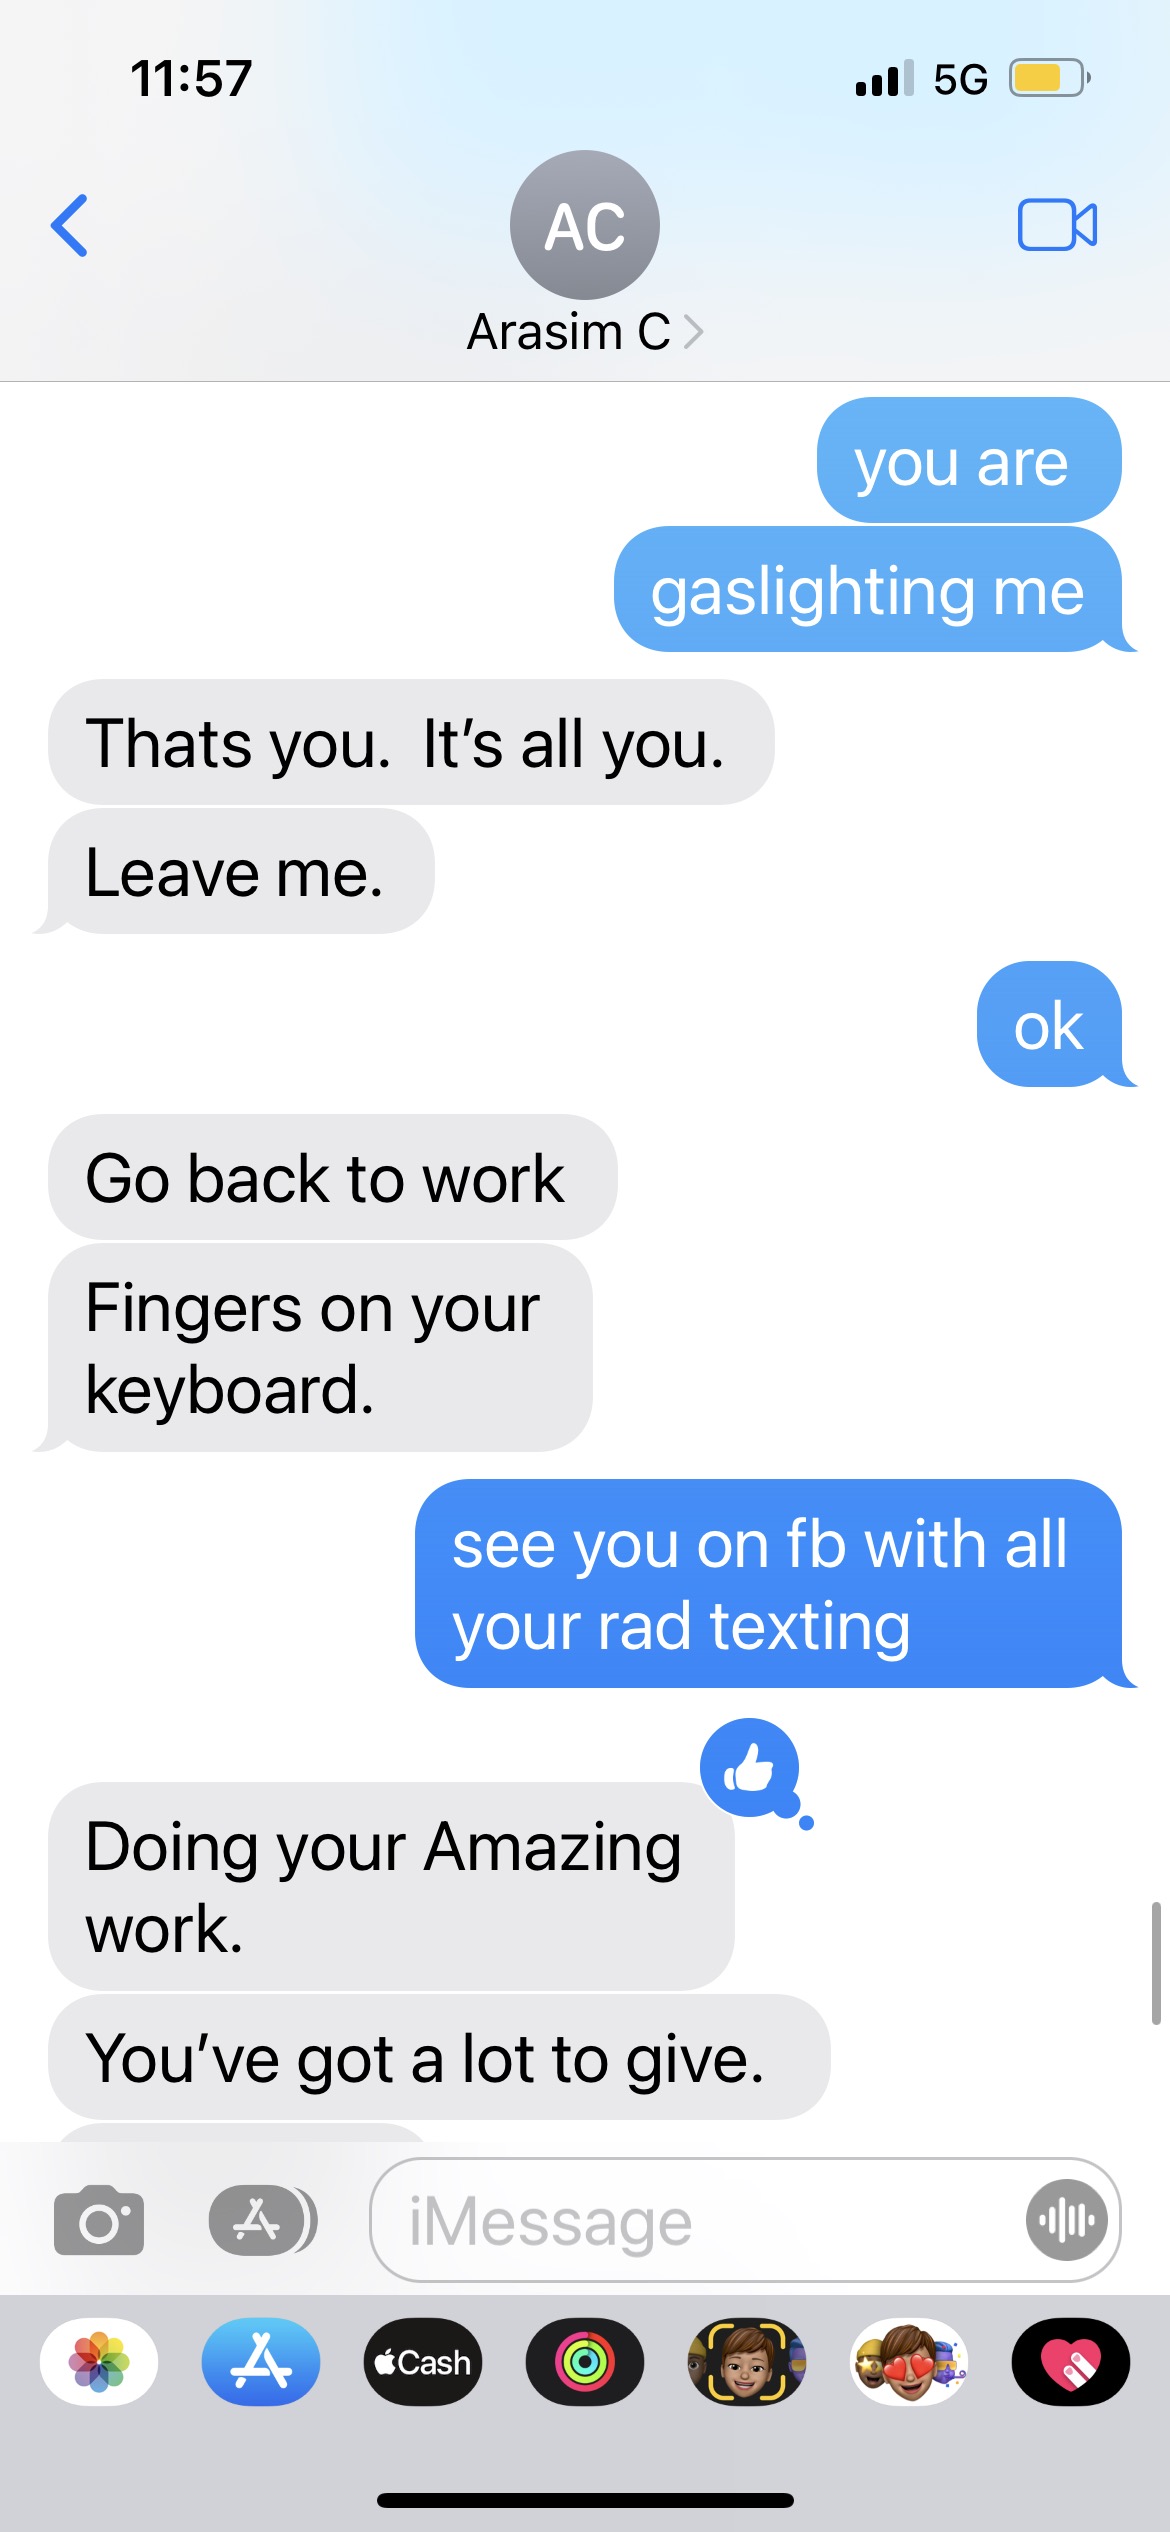 11:57
5G
AC
Arasim C
you are
gaslighting me
Thats you.  It’s all you.
Leave me.
ok
Go back to work
Fingers on your
keyboard.
see you on fb with all
your rad texting
Doing your Amazing
work.
You’ve got a lot to give.
iMessage
Cash